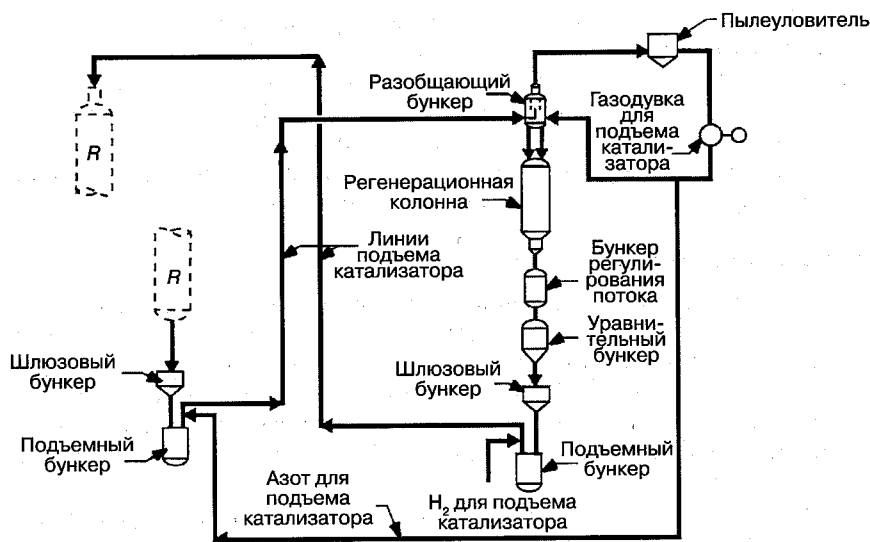 Пылеуловитель
Разобщающий
бункер
Газодувка
для
подъема
катали-
затора
R
Регенерационная
колонна
Линии
подъема
катализатора
R
Бункер
регули-
рования
потока
Уравни-
тельный
бункер
Шлюзовый
бункер
Шлюзовый
бункер
Подъемный
бункер
Подъемный
бункер
Азот для
подъема
катализатора
H₂ для подъема
катализатора